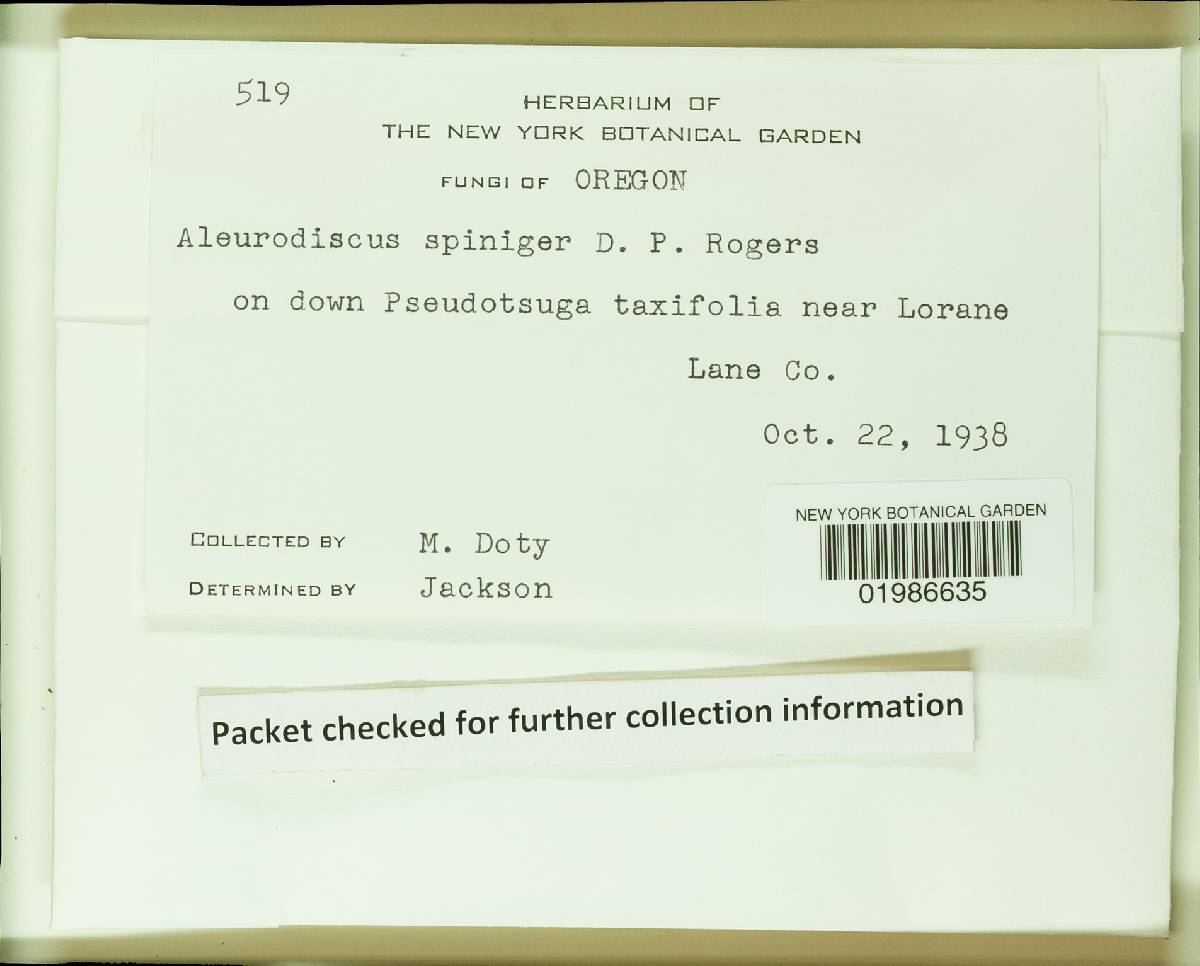 519
HERBARIUM OF
THE NEW YORK BOTANICAL GARDEN
FUNGI OF OREGON
Aleurodiscus spiniger D. P. Rogers
on down Pseudotsuga taxifolia near Lorane
Lane Co.
Oct. 22, 1938
COLLECTED BY M. Doty
DETERMINED BY Jackson
NEW YORK BOTANICAL GARDEN
01986635
Packet checked for further collection information